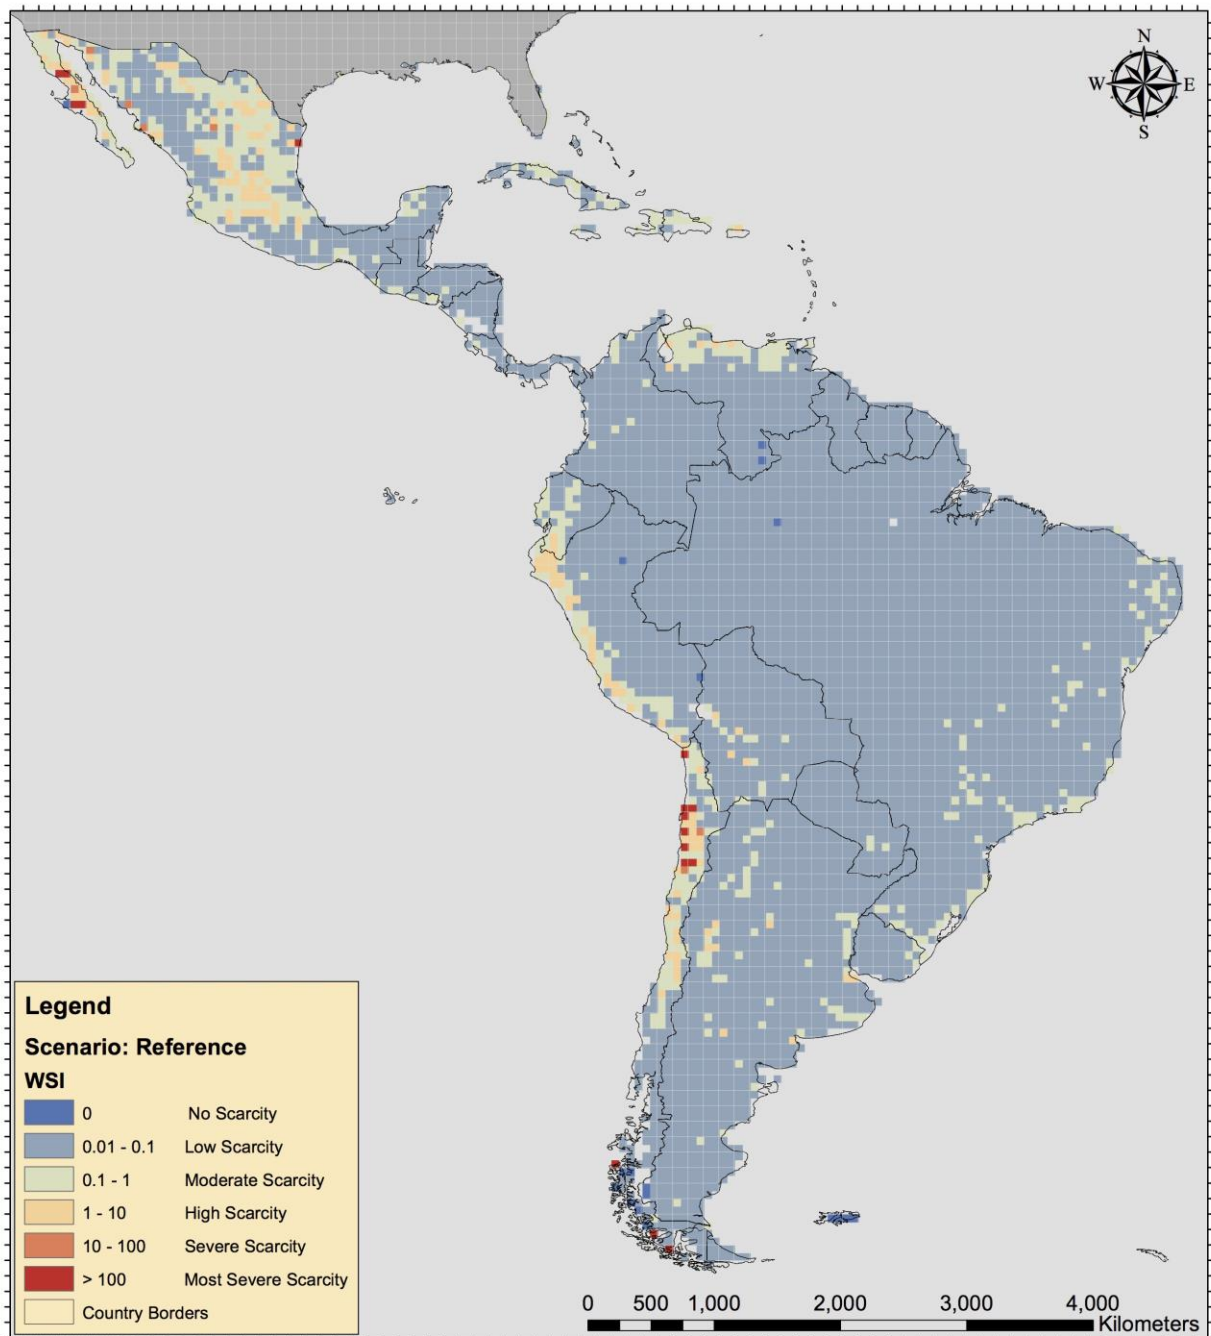 N
W E
S
Legend
Scenario: Reference
WSI
0 No Scarcity
0.01 - 0.1 Low Scarcity
0.1 - 1 Moderate Scarcity
1 - 10 High Scarcity
10 - 100 Severe Scarcity
> 100 Most Severe Scarcity
Country Borders
0 500 1,000 2,000 3,000 4,000
Kilometers